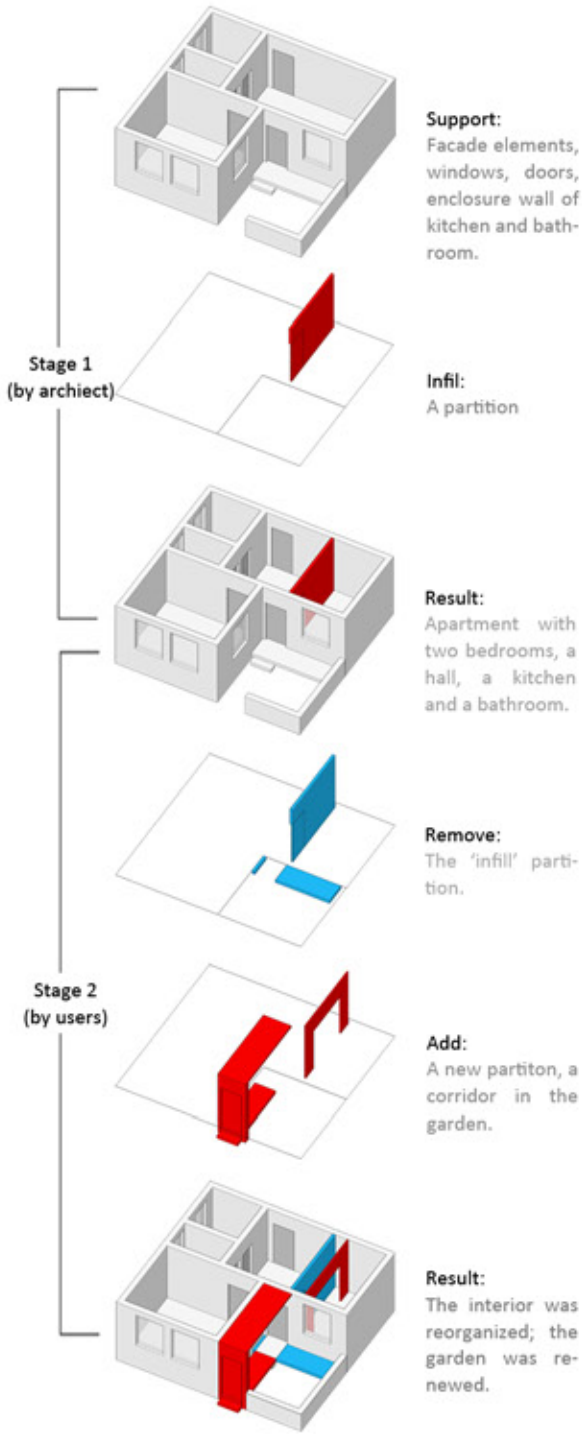 Support:
Facade elements,
windows, doors,
enclosure wall of
kitchen and bath-
room.
Stage 1
(by archiect)
Infil:
A partition
Result:
Apartment with
two bedrooms, a
hall, a kitchen
and a bathroom.
Remove:
The ‘infill’ parti-
tion.
Stage 2
(by users)
Add:
A new partiton, a
corridor in the
garden.
Result:
The interior was
reorganized; the
garden was re-
newed.